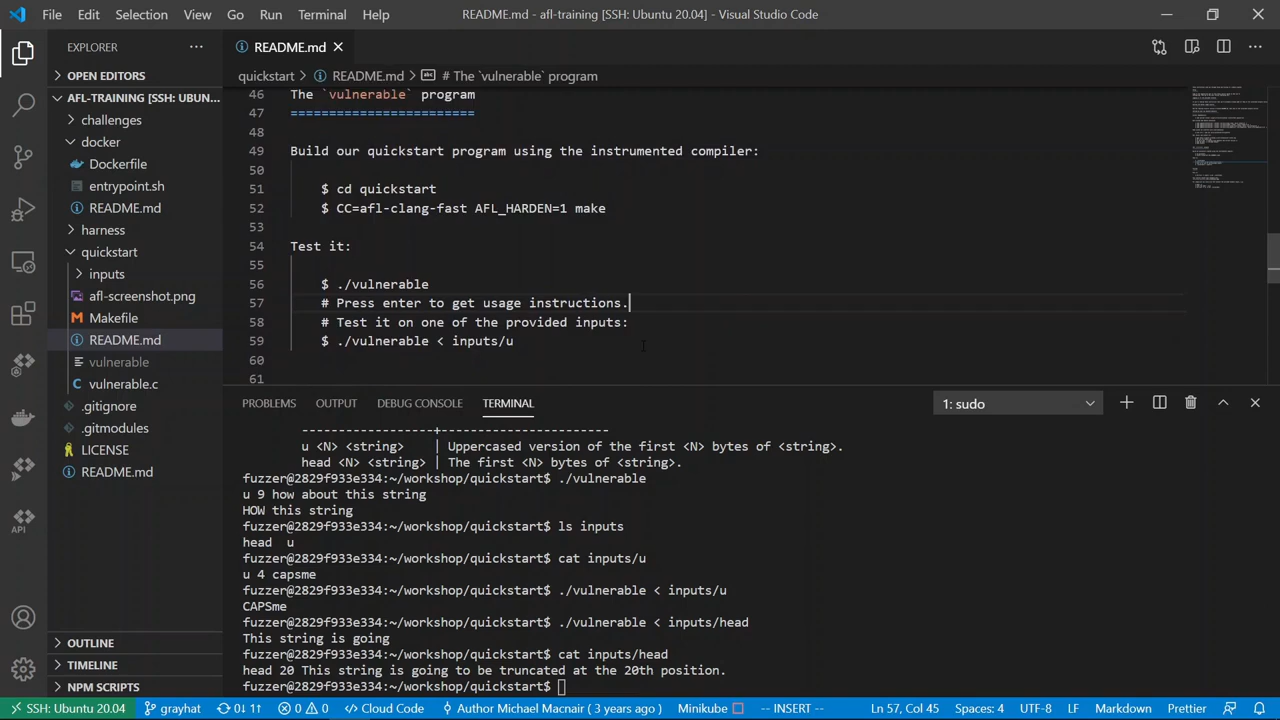 File Edit Selection View Go Run Terminal Help README.md - afl-training [SSH: Ubuntu 20.04] - Visual Studio Code
EXPLORER
OPEN EDITORS
AFL-TRAINING [SSH: UBUN...
challenges
docker
Dockerfile
entrypoint.sh
README.md
harness
quickstart
inputs
afl-screenshot.png
Makefile
README.md
vulnerable
vulnerable.c
.gitignore
.gitmodules
LICENSE
README.md
OUTLINE
TIMELINE
NPM SCRIPTS
API
README.md
quickstart > README.md > # The `vulnerable` program
46 The `vulnerable` program
47 ========================
48
49 Build our quickstart program using the instrumented compiler:
50
51 $ cd quickstart
52 $ CC=afl-clang-fast AFL_HARDEN=1 make
53
54 Test it:
55
56 $ ./vulnerable
57 # Press enter to get usage instructions.
58 # Test it on one of the provided inputs:
59 $ ./vulnerable < inputs/u
60
61
PROBLEMS OUTPUT DEBUG CONSOLE TERMINAL 1: sudo
------------------+-----------------------
u <N> <string> | Uppercased version of the first <N> bytes of <string>.
head <N> <string> | The first <N> bytes of <string>.
fuzzer@2829f933e334:~/workshop/quickstart$ ./vulnerable
u 9 how about this string
HOW this string
fuzzer@2829f933e334:~/workshop/quickstart$ ls inputs
head u
fuzzer@2829f933e334:~/workshop/quickstart$ cat inputs/u
u 4 capsme
fuzzer@2829f933e334:~/workshop/quickstart$ ./vulnerable < inputs/u
CAPSme
fuzzer@2829f933e334:~/workshop/quickstart$ ./vulnerable < inputs/head
This string is going
fuzzer@2829f933e334:~/workshop/quickstart$ cat inputs/head
head 20 This string is going to be truncated at the 20th position.
fuzzer@2829f933e334:~/workshop/quickstart$
SSH: Ubuntu 20.04 grayhat 0↓ 1↑ 0 0 Cloud Code Author Michael Macnair ( 3 years ago ) Minikube -- INSERT -- Ln 57, Col 45 Spaces: 4 UTF-8 LF Markdown Prettier